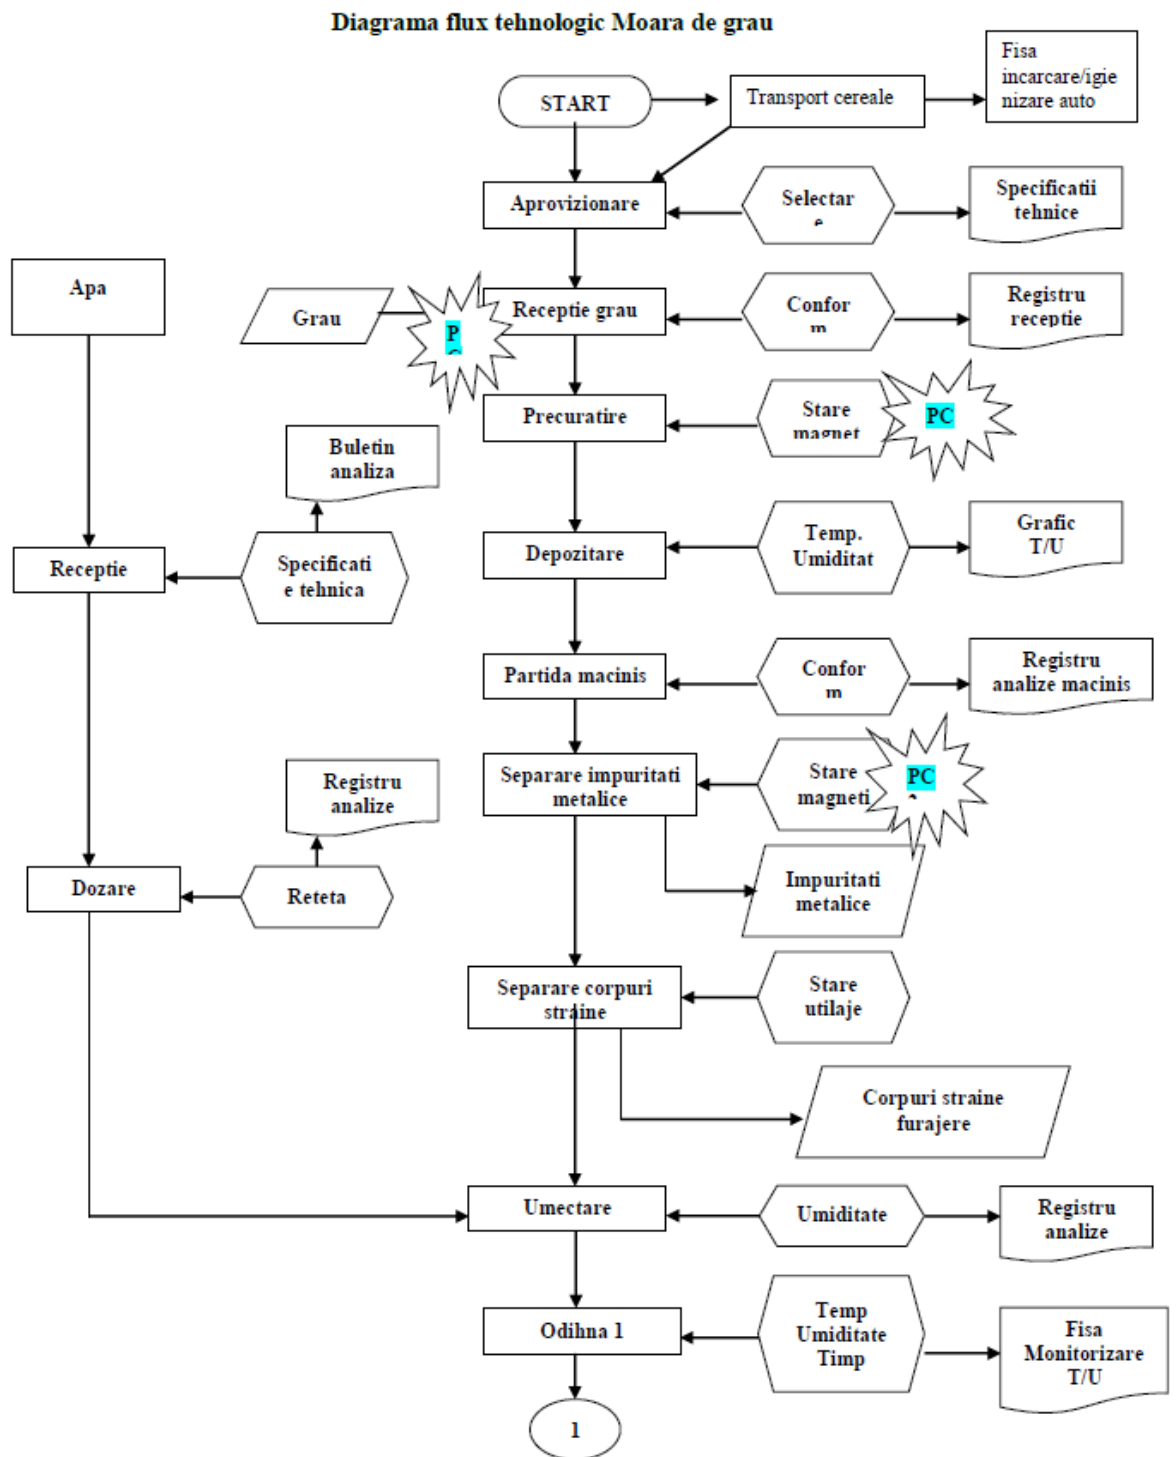 Diagrama flux tehnologic Moara de grau
START
Transport cereale
Fisa
incarcare/igie
nizare auto
Aprovizionare
Selectar
e
Specificatii
tehnice
Apa
Grau
P
Receptie grau
Confor
m
Registru
receptie
Precuratire
Stare
magnet
PC
Buletin
analiza
Receptie
Specificati
e tehnica
Depozitare
Temp.
Umiditat
Grafic
T/U
Partida macinis
Confor
m
Registru
analize macinis
Separare impuritati
metalice
Stare
magneti
PC
Registru
analize
Dozare
Reteta
Impuritati
metalice
Separare corpuri
straine
Stare
utilaje
Corpuri straine
furajere
Umectare
Umiditate
Registru
analize
Odihna 1
Temp
Umiditate
Timp
Fisa
Monitorizare
T/U
1